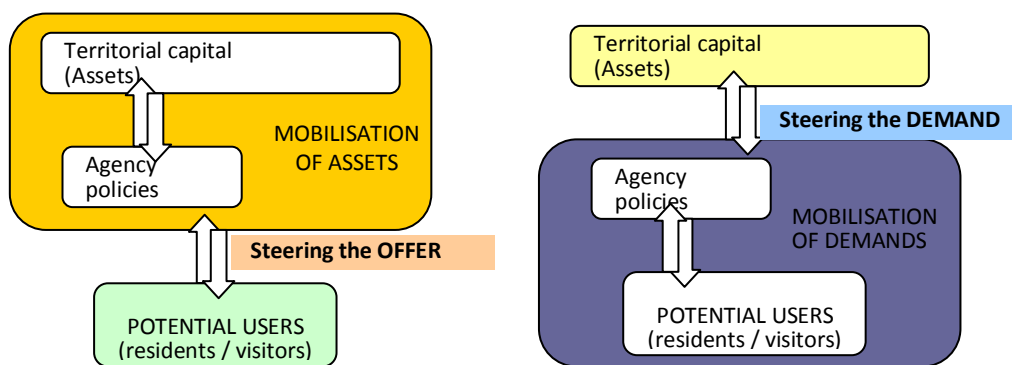 Territorial capital
(Assets)
MOBILISATION
OF ASSETS
Agency
policies
Steering the OFFER
POTENTIAL USERS
(residents / visitors)
Territorial capital
(Assets)
Steering the DEMAND
Agency
policies
MOBILISATION
OF DEMANDS
POTENTIAL USERS
(residents / visitors)